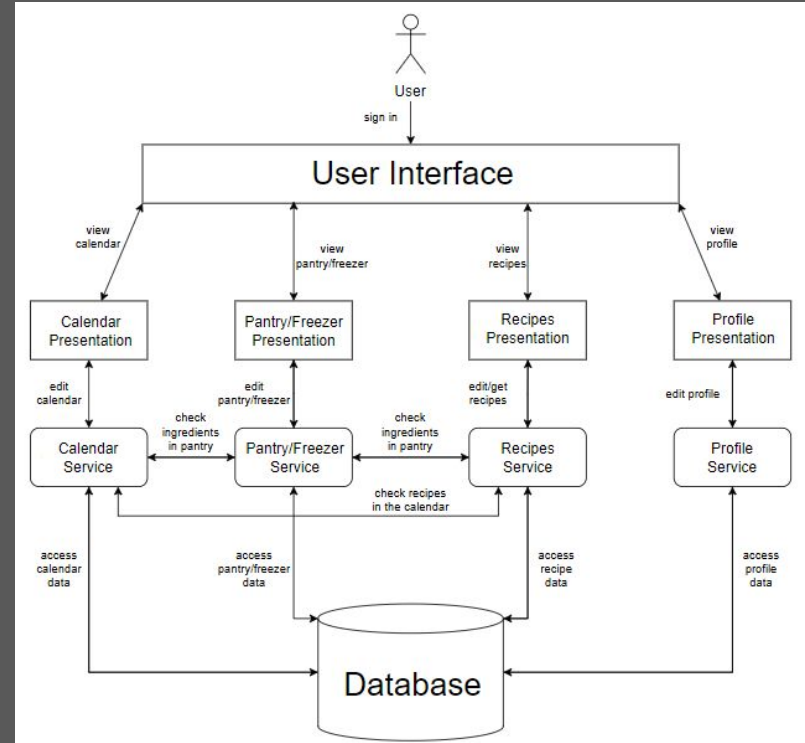 User
sign in
User Interface
view
calendar
view
pantry/freezer
view
recipes
view
profile
Calendar
Presentation
Pantry/Freezer
Presentation
Recipes
Presentation
Profile
Presentation
edit
calendar
edit
pantry/freezer
edit/get
recipes
edit profile
check
ingredients
in pantry
check
ingredients
in pantry
Calendar
Service
Pantry/Freezer
Service
Recipes
Service
Profile
Service
check recipes
in the calendar
access
calendar
data
access
pantry/freezer
data
access
recipe
data
access
profile
data
Database